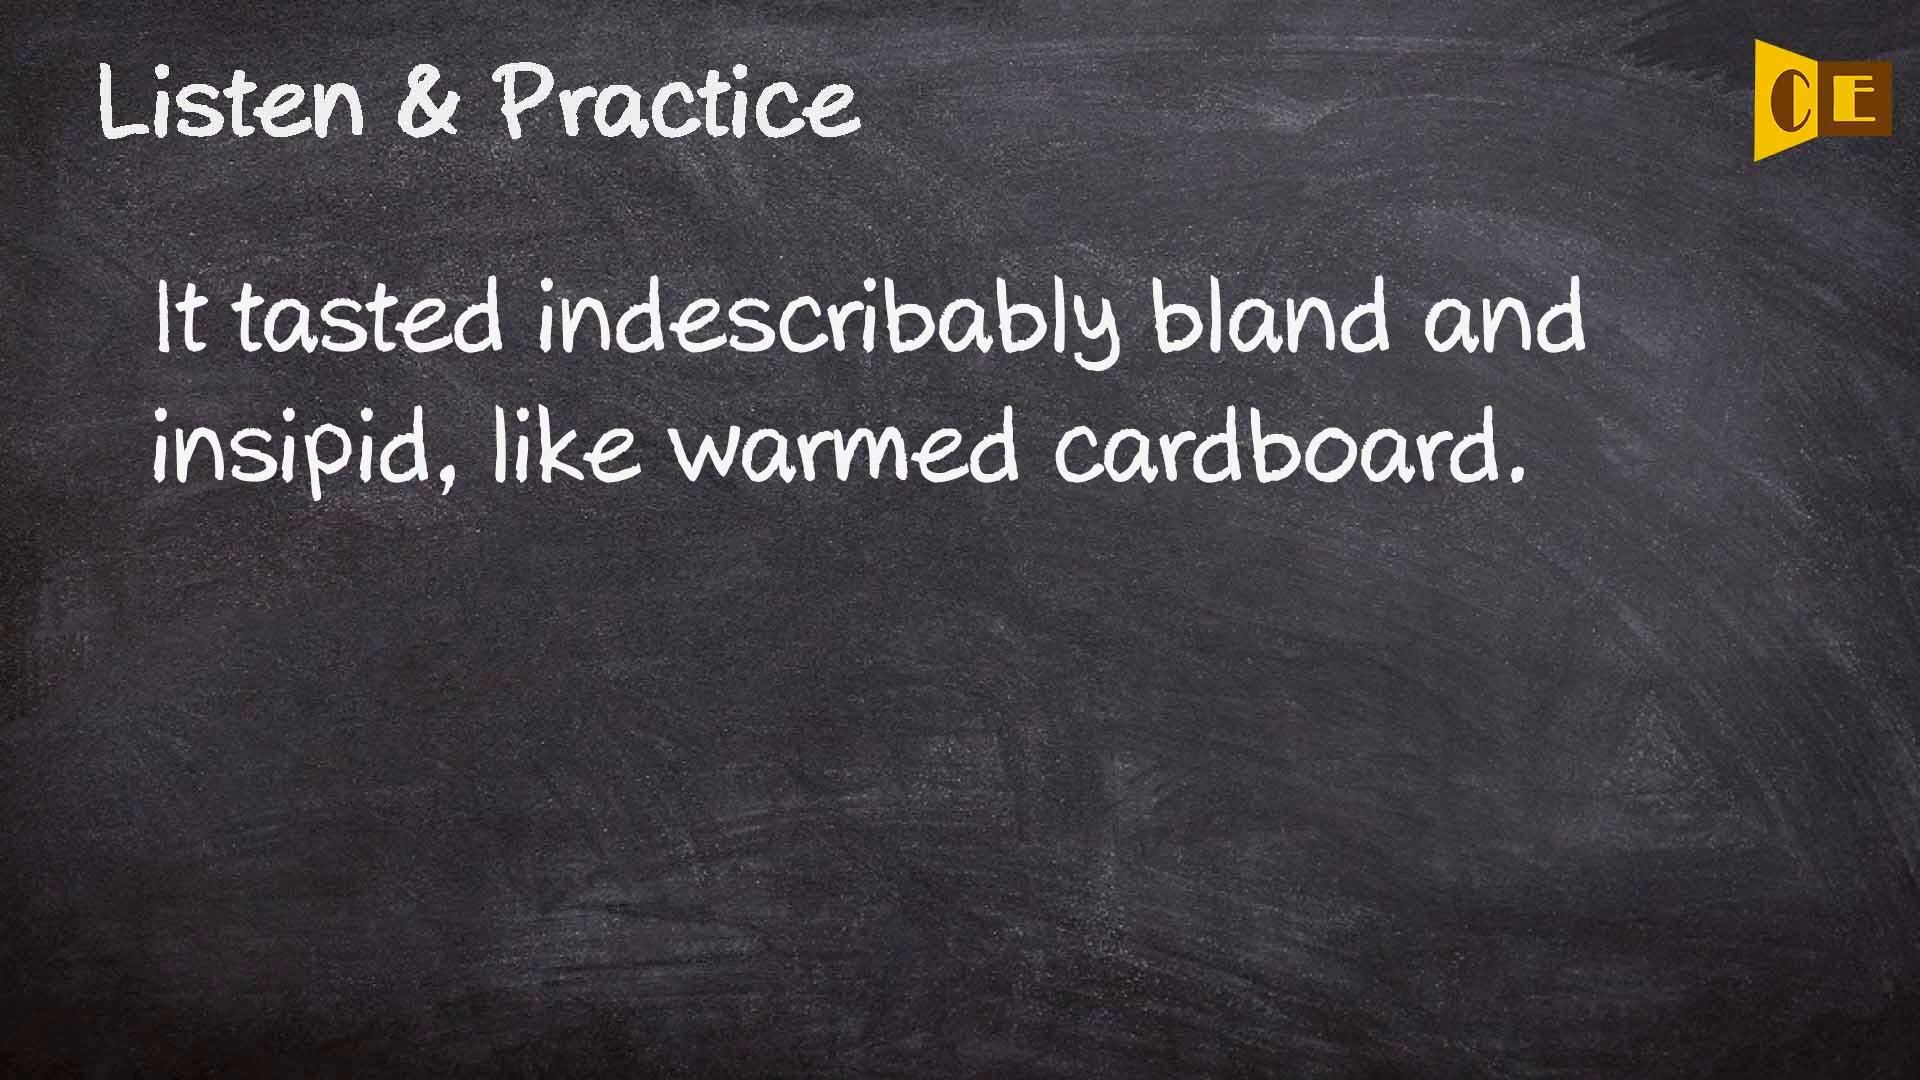 Listen & Practice
CE
It tasted indescribably bland and
insipid, like warmed cardboard.